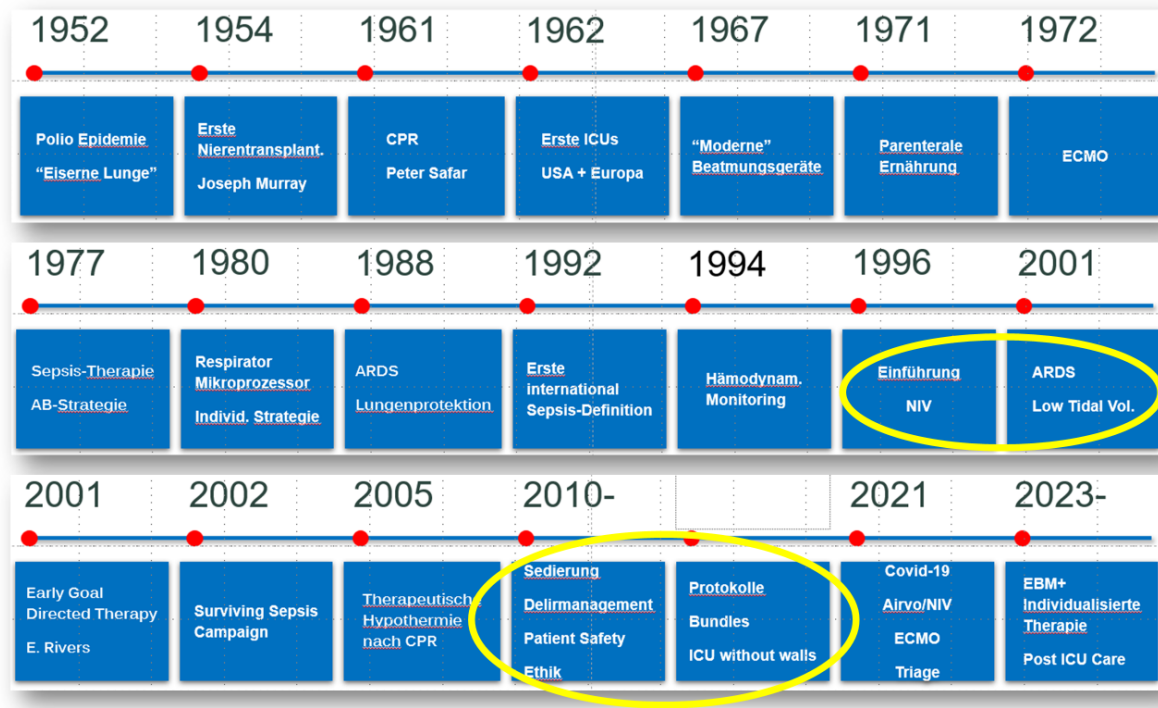 1952 1954 1961 1962 1967 1971 1972
Polio Epidemie
"Eiserne Lunge"
Erste
Nierentransplant.
Joseph Murray
CPR
Peter Safar
Erste ICUs
USA + Europa
"Moderne"
Beatmungsgeräte
Parenterale
Ernährung
ECMO
1977 1980 1988 1992 1994 1996 2001
Sepsis-Therapie
AB-Strategie
Respirator
Mikroprozessor
Individ. Strategie
ARDS
Lungenprotektion
Erste
international
Sepsis-Definition
Hämodynam.
Monitoring
Einführung
NIV
ARDS
Low Tidal Vol.
2001 2002 2005 2010- 2021 2023-
Early Goal
Directed Therapy
E. Rivers
Surviving Sepsis
Campaign
Therapeutische
Hypothermie
nach CPR
Sedierung
Delirmanagement
Patient Safety
Ethik
Protokolle
Bundles
ICU without walls
Covid-19
Airvo/NIV
ECMO
Triage
EBM+
Individualisierte
Therapie
Post ICU Care